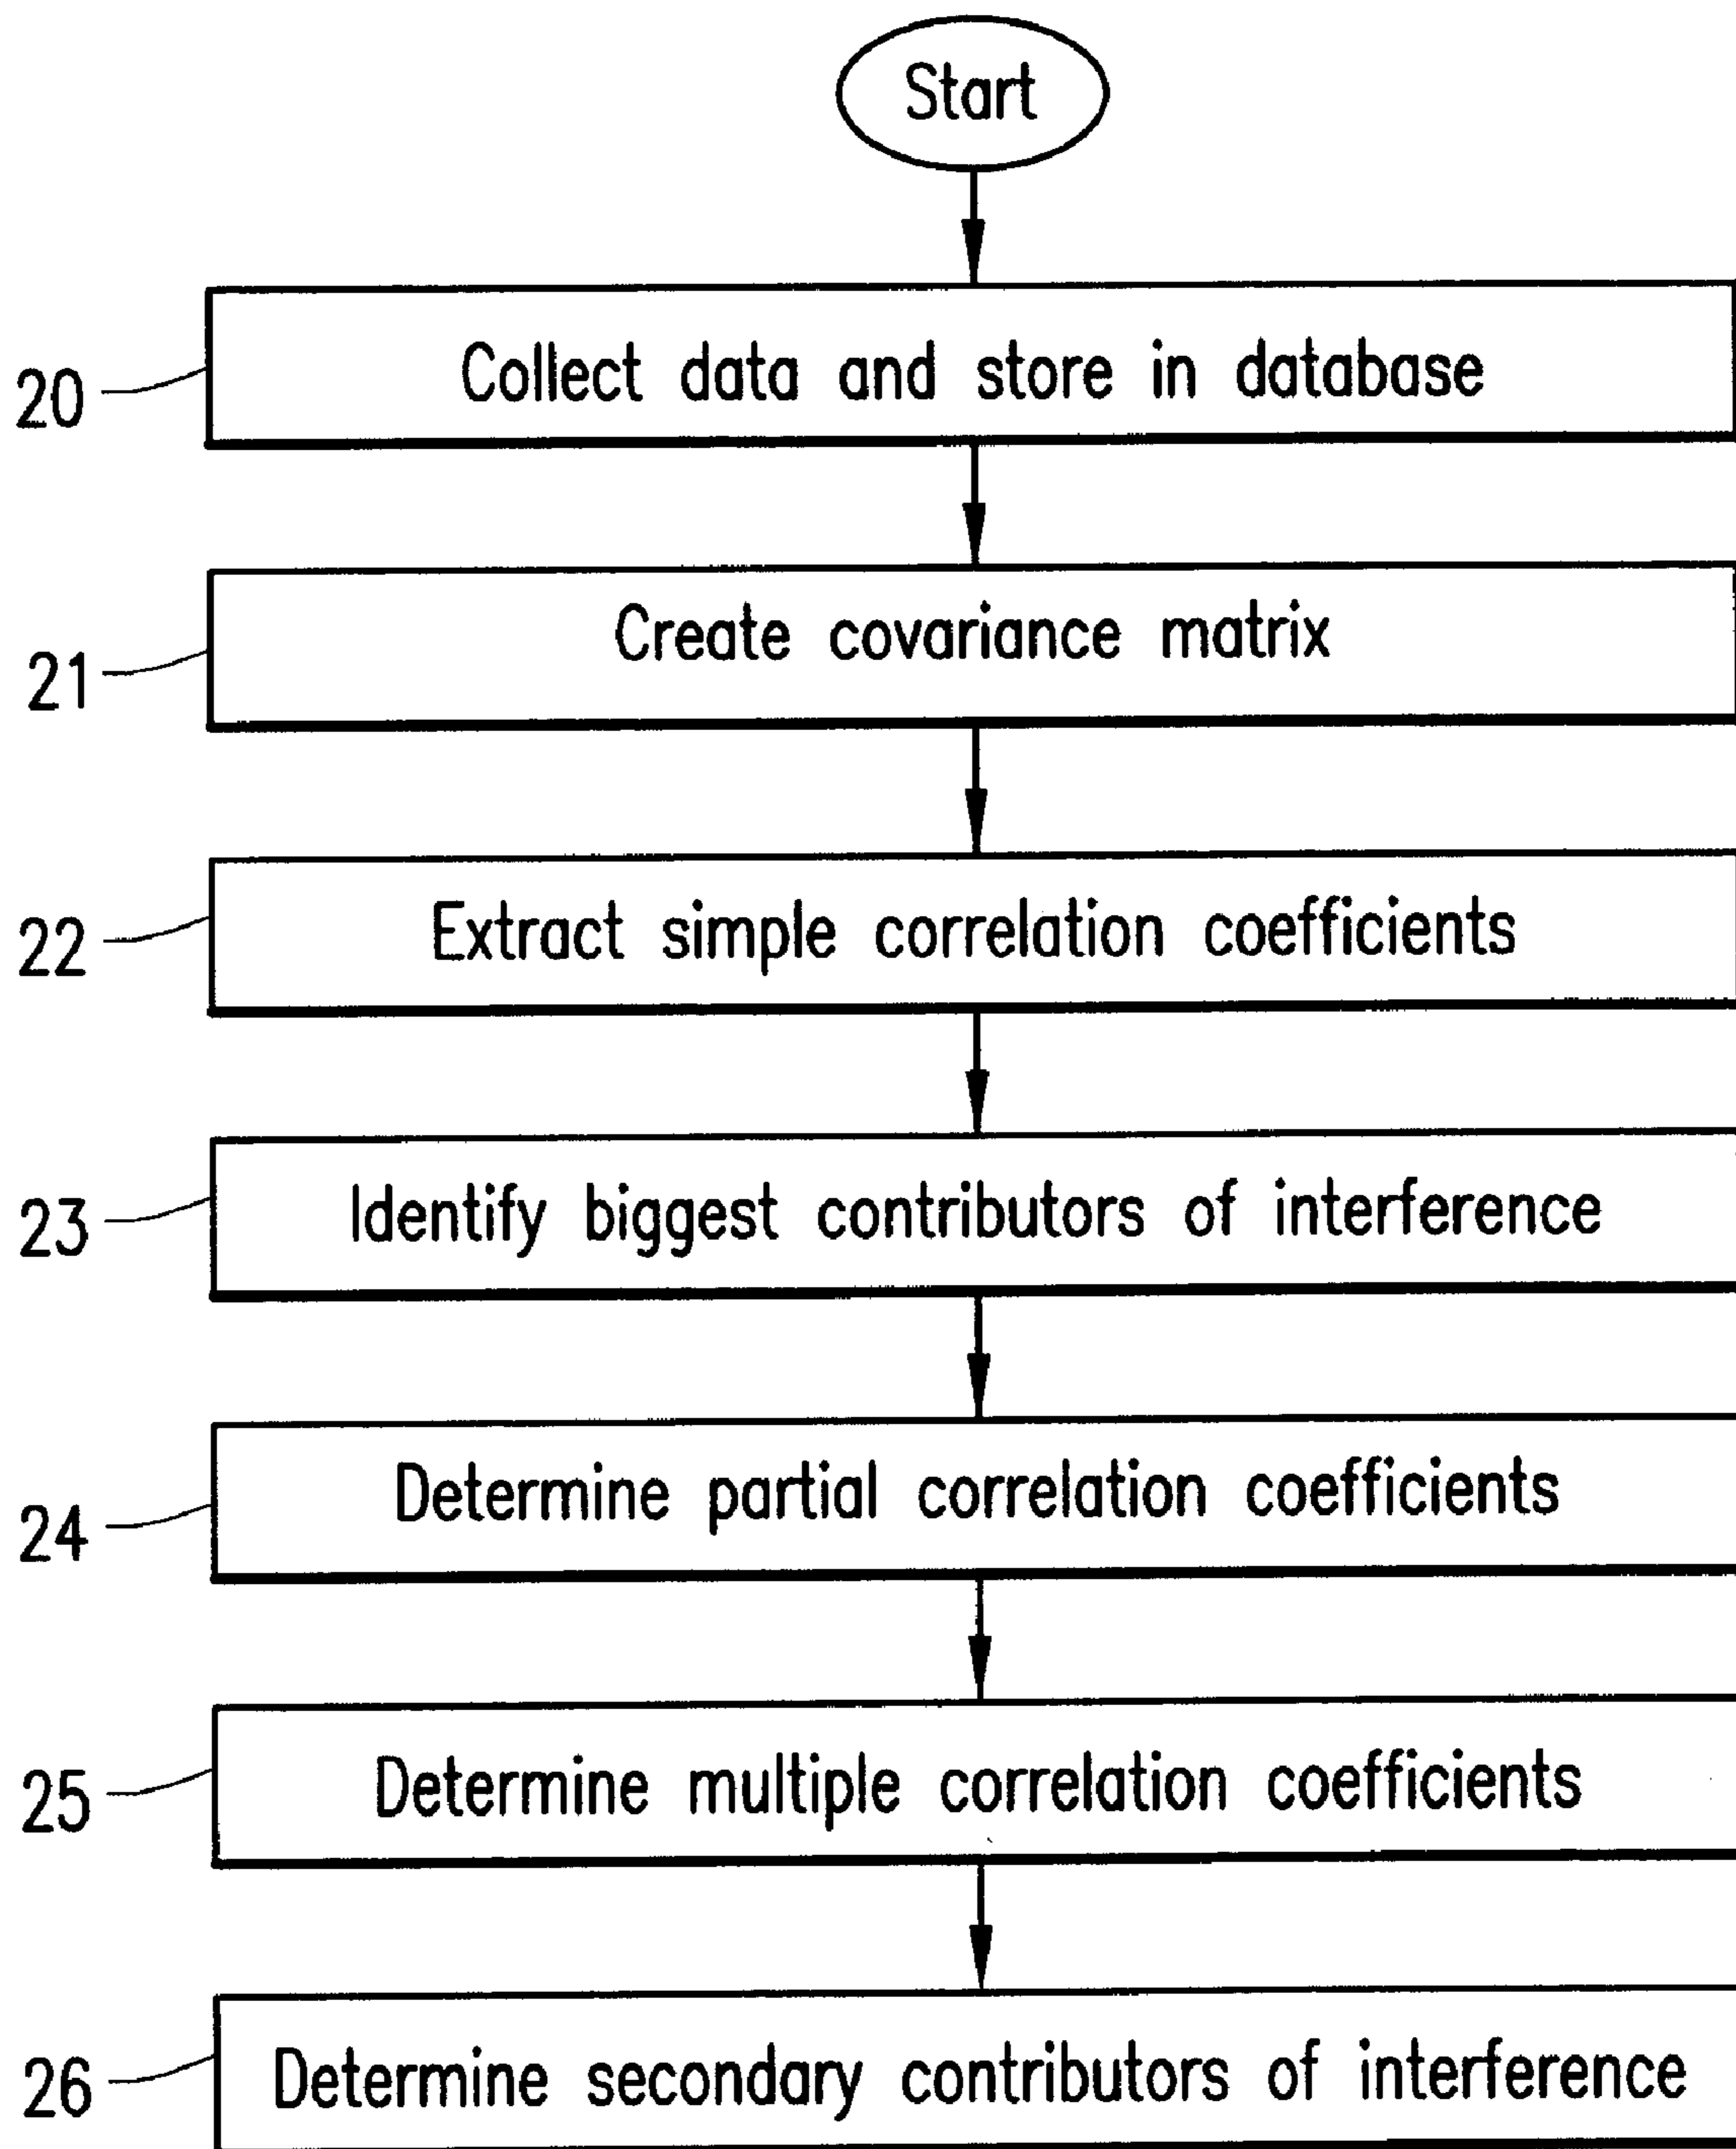 Start
20 Collect data and store in database
21 Create covariance matrix
22 Extract simple correlation coefficients
23 Identify biggest contributors of interference
24 Determine partial correlation coefficients
25 Determine multiple correlation coefficients
26 Determine secondary contributors of interference